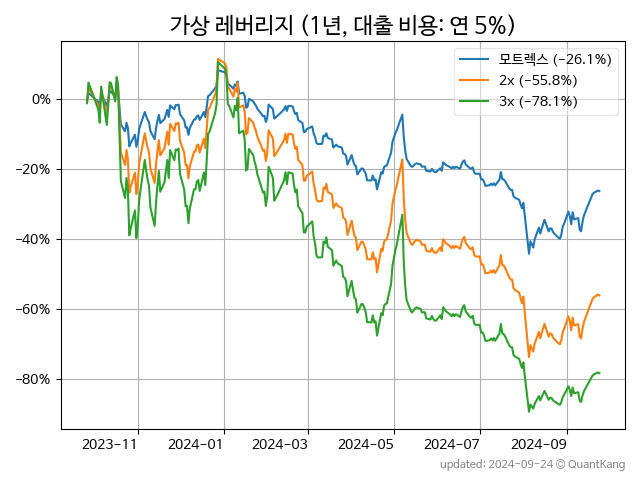 가상 레버리지 (1년, 대출 비용: 연 5%)
모트렉스 (−26.1%)
2x (−55.8%)
3x (−78.1%)
0%
−20%
−40%
−60%
−80%
2023−11
2024−01
2024−03
2024−05
2024−07
2024−09
updated: 2024-09-24 @ QuantKang